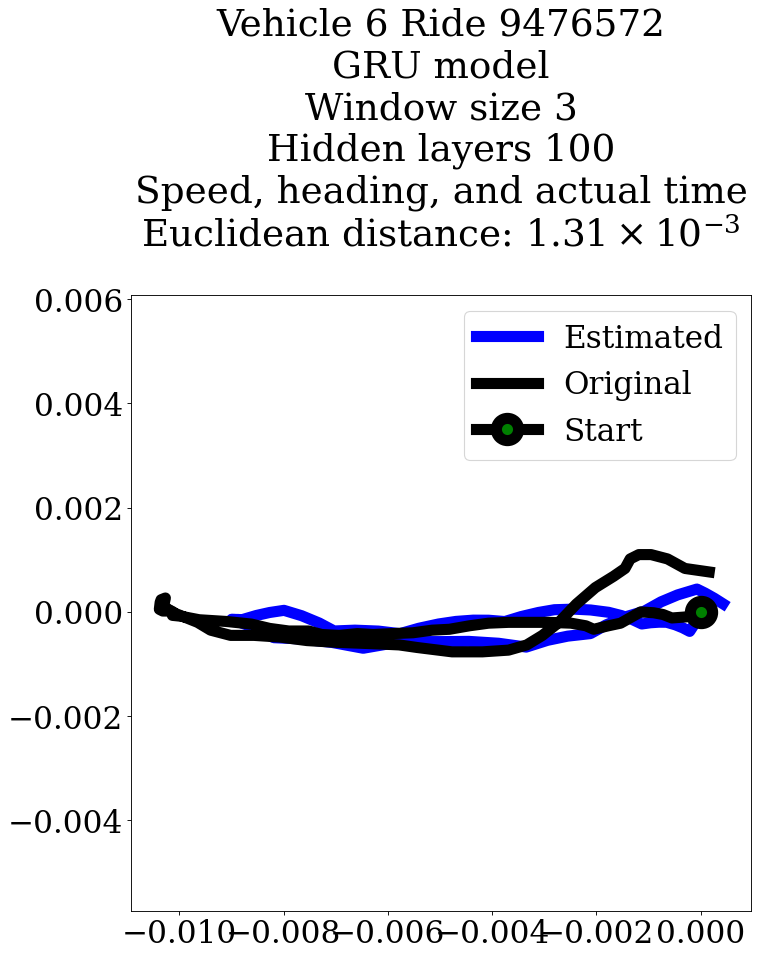 Vehicle 6 Ride 9476572
GRU model
Window size 3
Hidden layers 100
Speed, heading, and actual time
Euclidean distance: 1.31 × 10⁻³
0.006
0.004
0.002
0.000
−0.002
−0.004
Estimated
Original
Start
−0.010 −0.008 −0.006 −0.004 −0.002 0.000